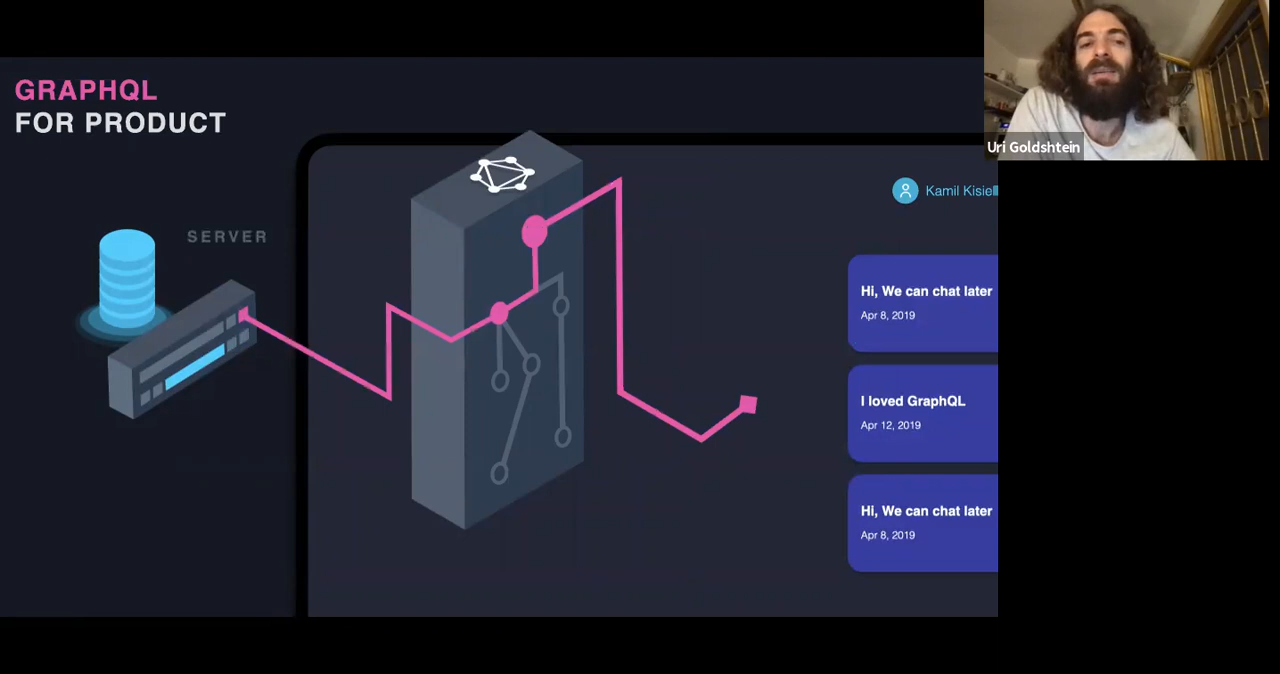 GRAPHQL
FOR PRODUCT
Uri Goldshtein
SERVER
Kamil Kisiell
Hi, We can chat later
Apr 8, 2019
I loved GraphQL
Apr 12, 2019
Hi, We can chat later
Apr 8, 2019